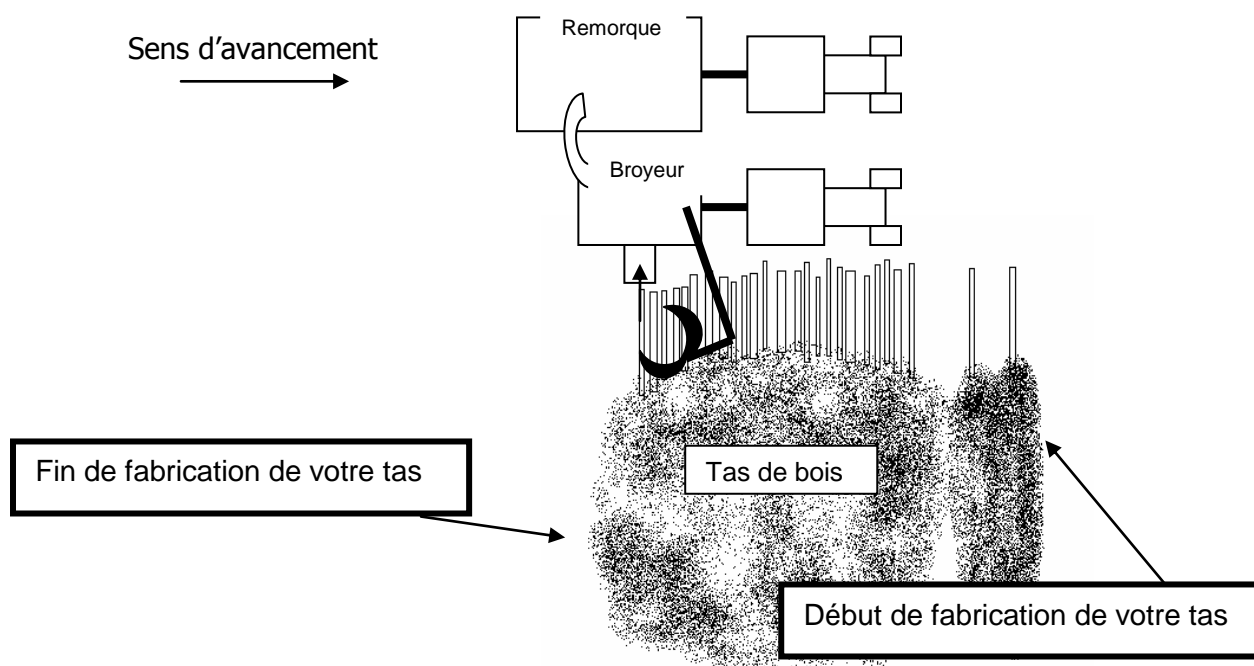 Remorque
Sens d'avancement
Broyeur
Fin de fabrication de votre tas
Tas de bois
Début de fabrication de votre tas